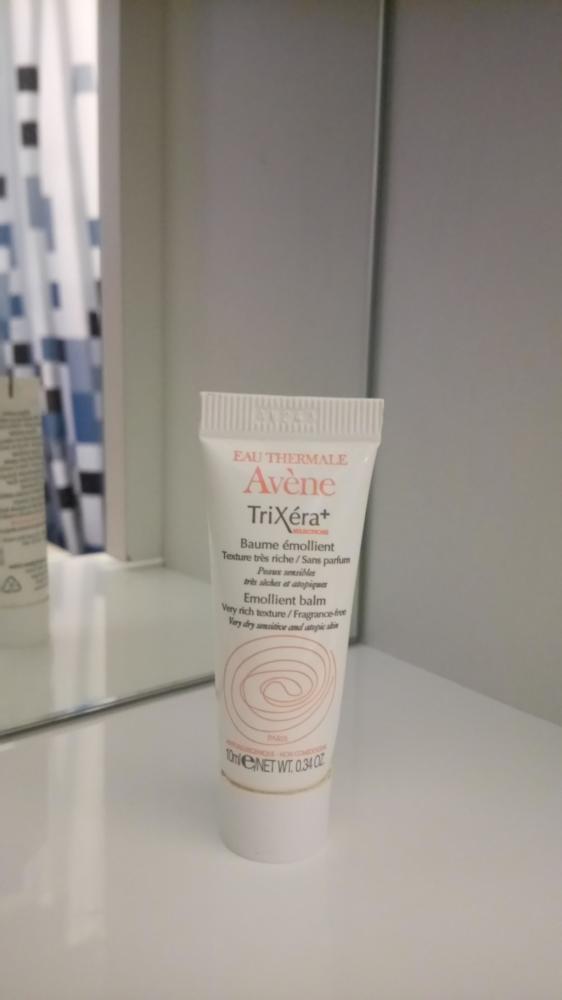 EAU THERMALE
Avène
TriXéra+
SELECTIOSE
Baume émollient
Texture très riche / Sans parfum
Peaux sensibles
très sèches et atopiques
Emollient balm
Very rich texture / Fragrance-free
Very dry sensitive and atopic skin
PARIS
10ml e/NET WT. 0.34 OZ.